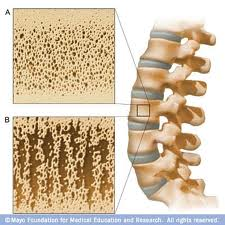 A
B
© Mayo Foundation for Medical Education and Research. All rights reserved.